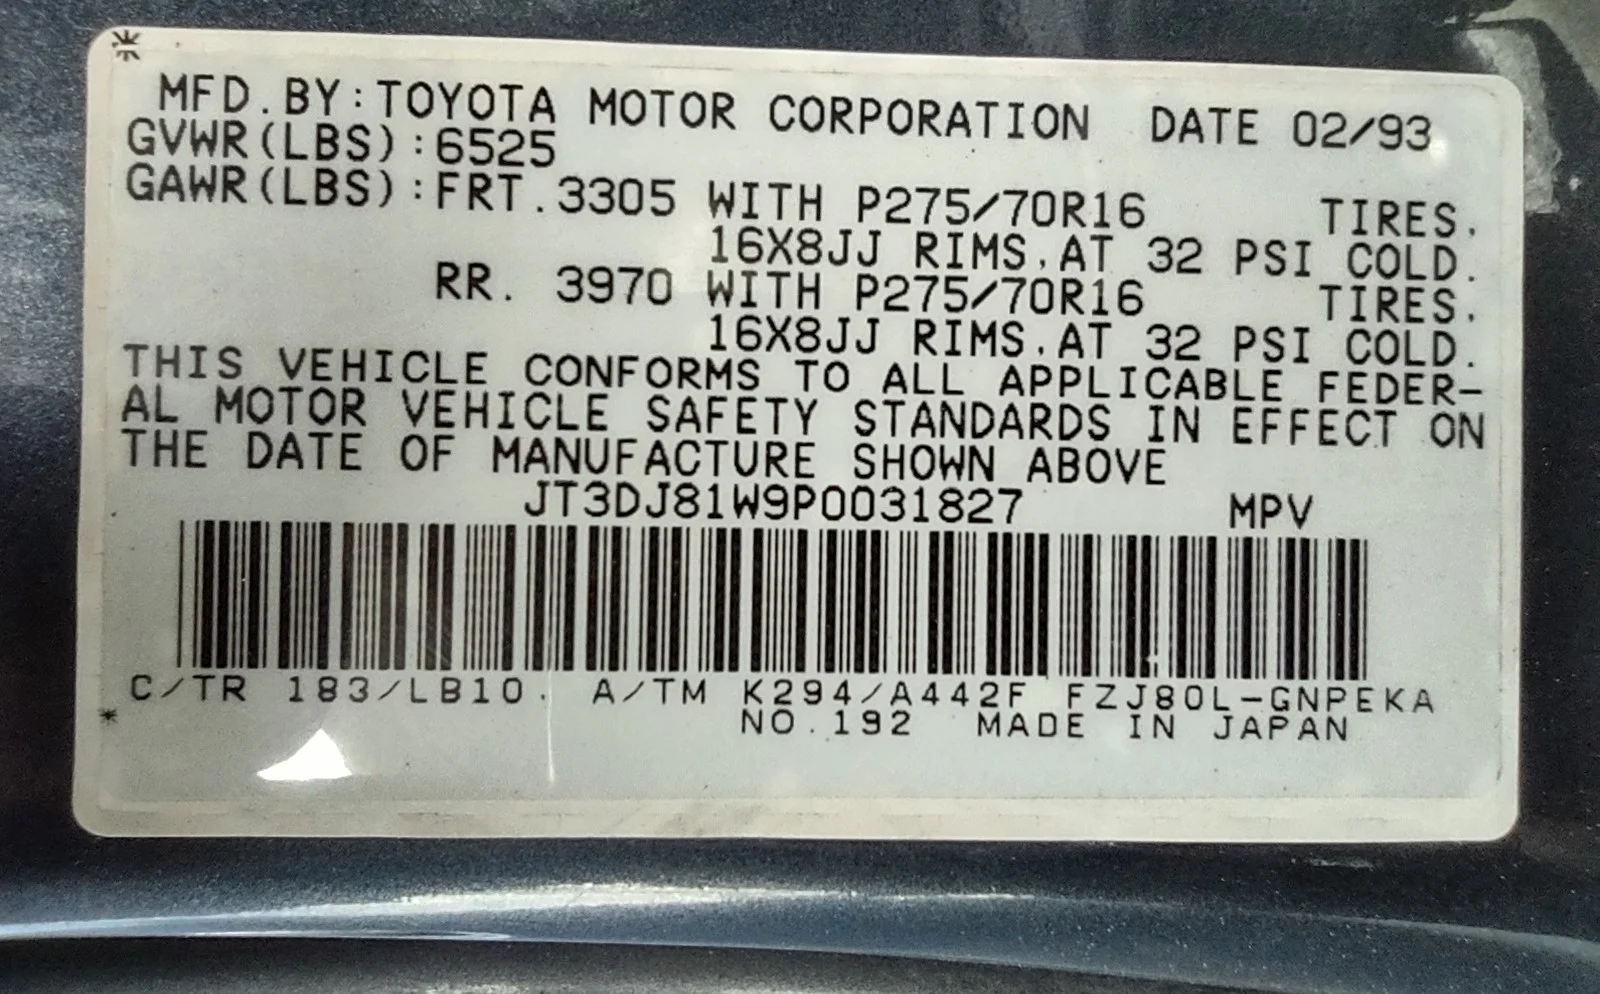 MFD.BY:TOYOTA MOTOR CORPORATION DATE 02/93
GVWR(LBS):6525
GAWR(LBS):FRT.3305 WITH P275/70R16 TIRES.
16X8JJ RIMS.AT 32 PSI COLD.
RR. 3970 WITH P275/70R16 TIRES.
16X8JJ RIMS.AT 32 PSI COLD.
THIS VEHICLE CONFORMS TO ALL APPLICABLE FEDER-
AL MOTOR VEHICLE SAFETY STANDARDS IN EFFECT ON
THE DATE OF MANUFACTURE SHOWN ABOVE
JT3DJ81W9P0031827 MPV
C/TR 183/LB10. A/TM K294/A442F FZJ80L-GNPEKA
NO.192 MADE IN JAPAN